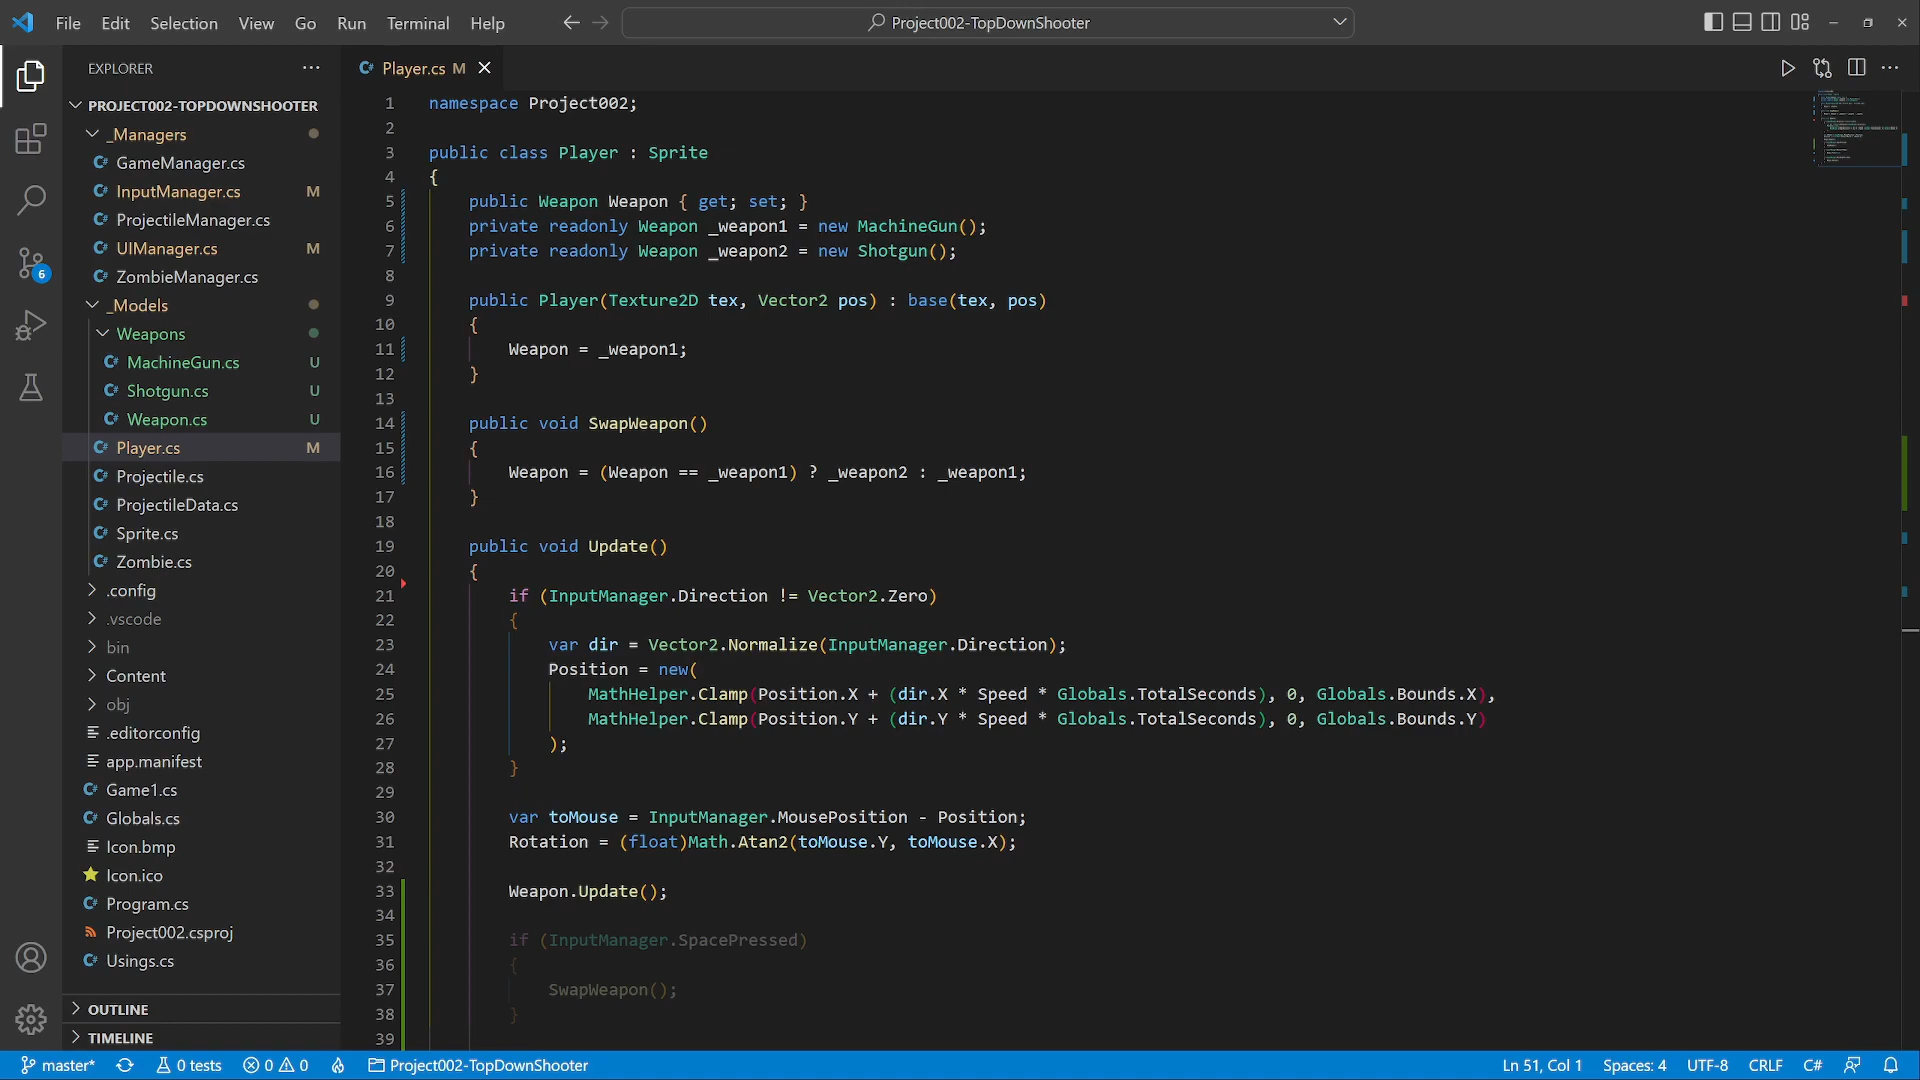 File Edit Selection View Go Run Terminal Help Project002-TopDownShooter
EXPLORER
PROJECT002-TOPDOWNSHOOTER
_Managers
GameManager.cs
InputManager.cs M
ProjectileManager.cs
UIManager.cs M
ZombieManager.cs
_Models
Weapons
MachineGun.cs U
Shotgun.cs U
Weapon.cs U
Player.cs M
Projectile.cs
ProjectileData.cs
Sprite.cs
Zombie.cs
.config
.vscode
bin
Content
obj
.editorconfig
app.manifest
Game1.cs
Globals.cs
Icon.bmp
Icon.ico
Program.cs
Project002.csproj
Usings.cs
OUTLINE
TIMELINE
6
C# Player.cs M
1 namespace Project002;
2
3 public class Player : Sprite
4 {
5 public Weapon Weapon { get; set; }
6 private readonly Weapon _weapon1 = new MachineGun();
7 private readonly Weapon _weapon2 = new Shotgun();
8
9 public Player(Texture2D tex, Vector2 pos) : base(tex, pos)
10 {
11 Weapon = _weapon1;
12 }
13
14 public void SwapWeapon()
15 {
16 Weapon = (Weapon == _weapon1) ? _weapon2 : _weapon1;
17 }
18
19 public void Update()
20 {
21 if (InputManager.Direction != Vector2.Zero)
22 {
23 var dir = Vector2.Normalize(InputManager.Direction);
24 Position = new(
25 MathHelper.Clamp(Position.X + (dir.X * Speed * Globals.TotalSeconds), 0, Globals.Bounds.X),
26 MathHelper.Clamp(Position.Y + (dir.Y * Speed * Globals.TotalSeconds), 0, Globals.Bounds.Y)
27 );
28 }
29
30 var toMouse = InputManager.MousePosition - Position;
31 Rotation = (float)Math.Atan2(toMouse.Y, toMouse.X);
32
33 Weapon.Update();
34
35 if (InputManager.SpacePressed)
36 {
37 SwapWeapon();
38 }
39
master* 0 tests 0 0 Project002-TopDownShooter Ln 51, Col 1 Spaces: 4 UTF-8 CRLF C#